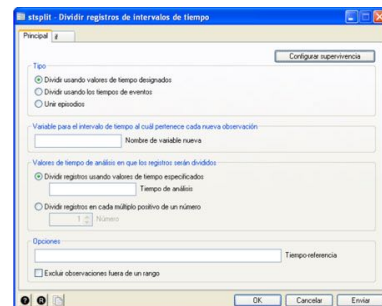 stsplit - Dividir registros de intervalos de tiempo
Principal if
Configurar supervivencia
Tipo
Dividir usando valores de tiempo designados
Dividir usando los tiempos de eventos
Unir episodios
Variable para el intervalo de tiempo al cuál pertenece cada nueva observación
Nombre de variable nueva
Valores de tiempo de análisis en que los registros serán divididos
Dividir registros usando valores de tiempo especificados
Tiempo de análisis
Dividir registros en cada múltiplo positivo de un número
1 Número
Opciones
Tiempo-referencia
Excluir observaciones fuera de un rango
OK Cancelar Enviar